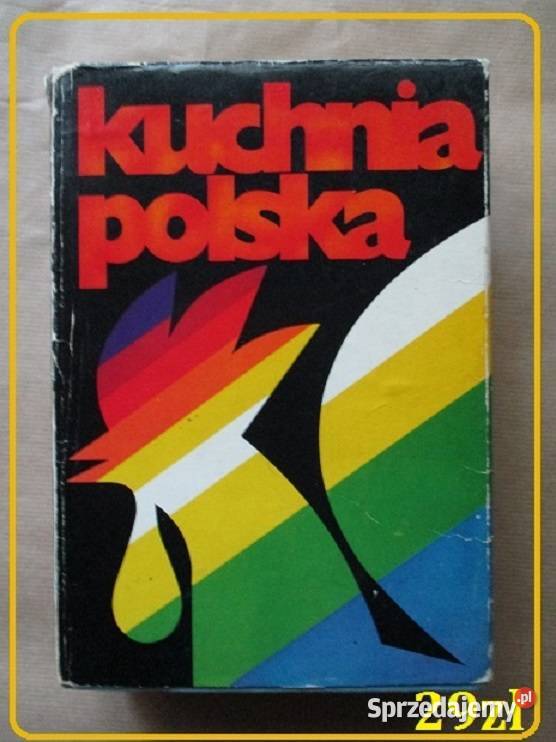 kuchnia
polska
29zł
Sprzedajemy.pl